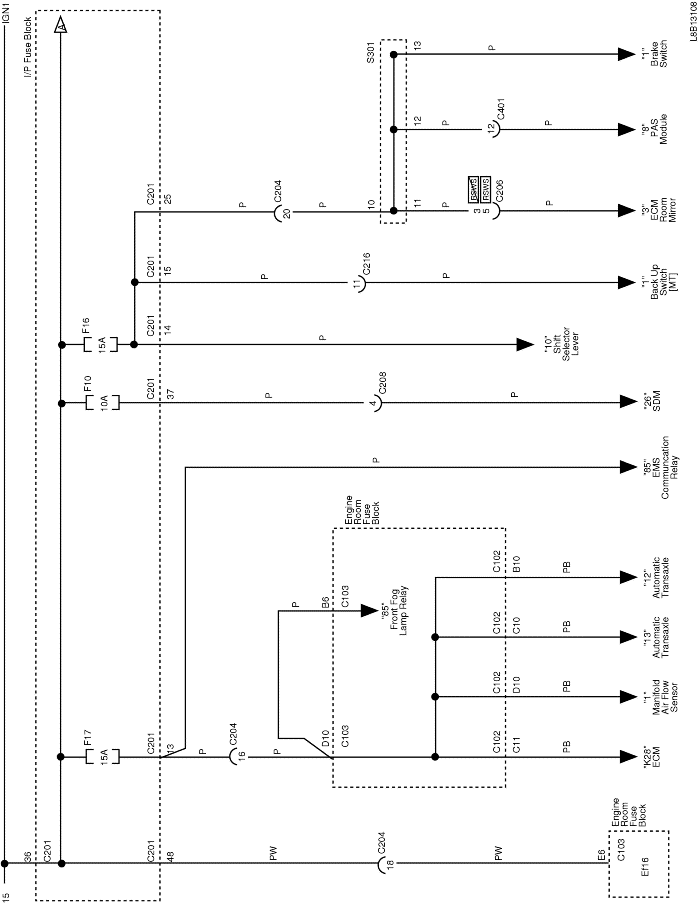 IGN1
A
I/P Fuse Block
S301
13
P
"1"
Brake
Switch
12
P
12
C401
P
"8"
PAS
Module
C201
25
P
C204
20
P
10
11
P
RSWS
RSWS
3
5
C206
P
"3"
ECM
Room
Mirror
C201
15
P
C216
11
P
"1"
Back Up
Switch
[MT]
F16
15A
C201
14
P
"10"
Shift
Selector
Lever
F10
10A
C201
37
P
C208
4
P
"26"
SDM
P
"85"
EMS
Communcation
Relay
Engine
Room
Fuse
Block
P
B6
C103
"85"
Front Fog
Lamp Relay
C102
B10
PB
"12"
Automatic
Transaxle
C102
C10
PB
"13"
Automatic
Transaxle
C102
D10
PB
"1"
Manifold
Air Flow
Sensor
F17
15A
C201
13
P
C204
16
P
D10
C103
C102
C11
PB
"K28"
ECM
15
36
C201
C201
48
PW
C204
18
PW
E6
Engine
Room
Fuse
Block
C103
Ef16
L8B13108